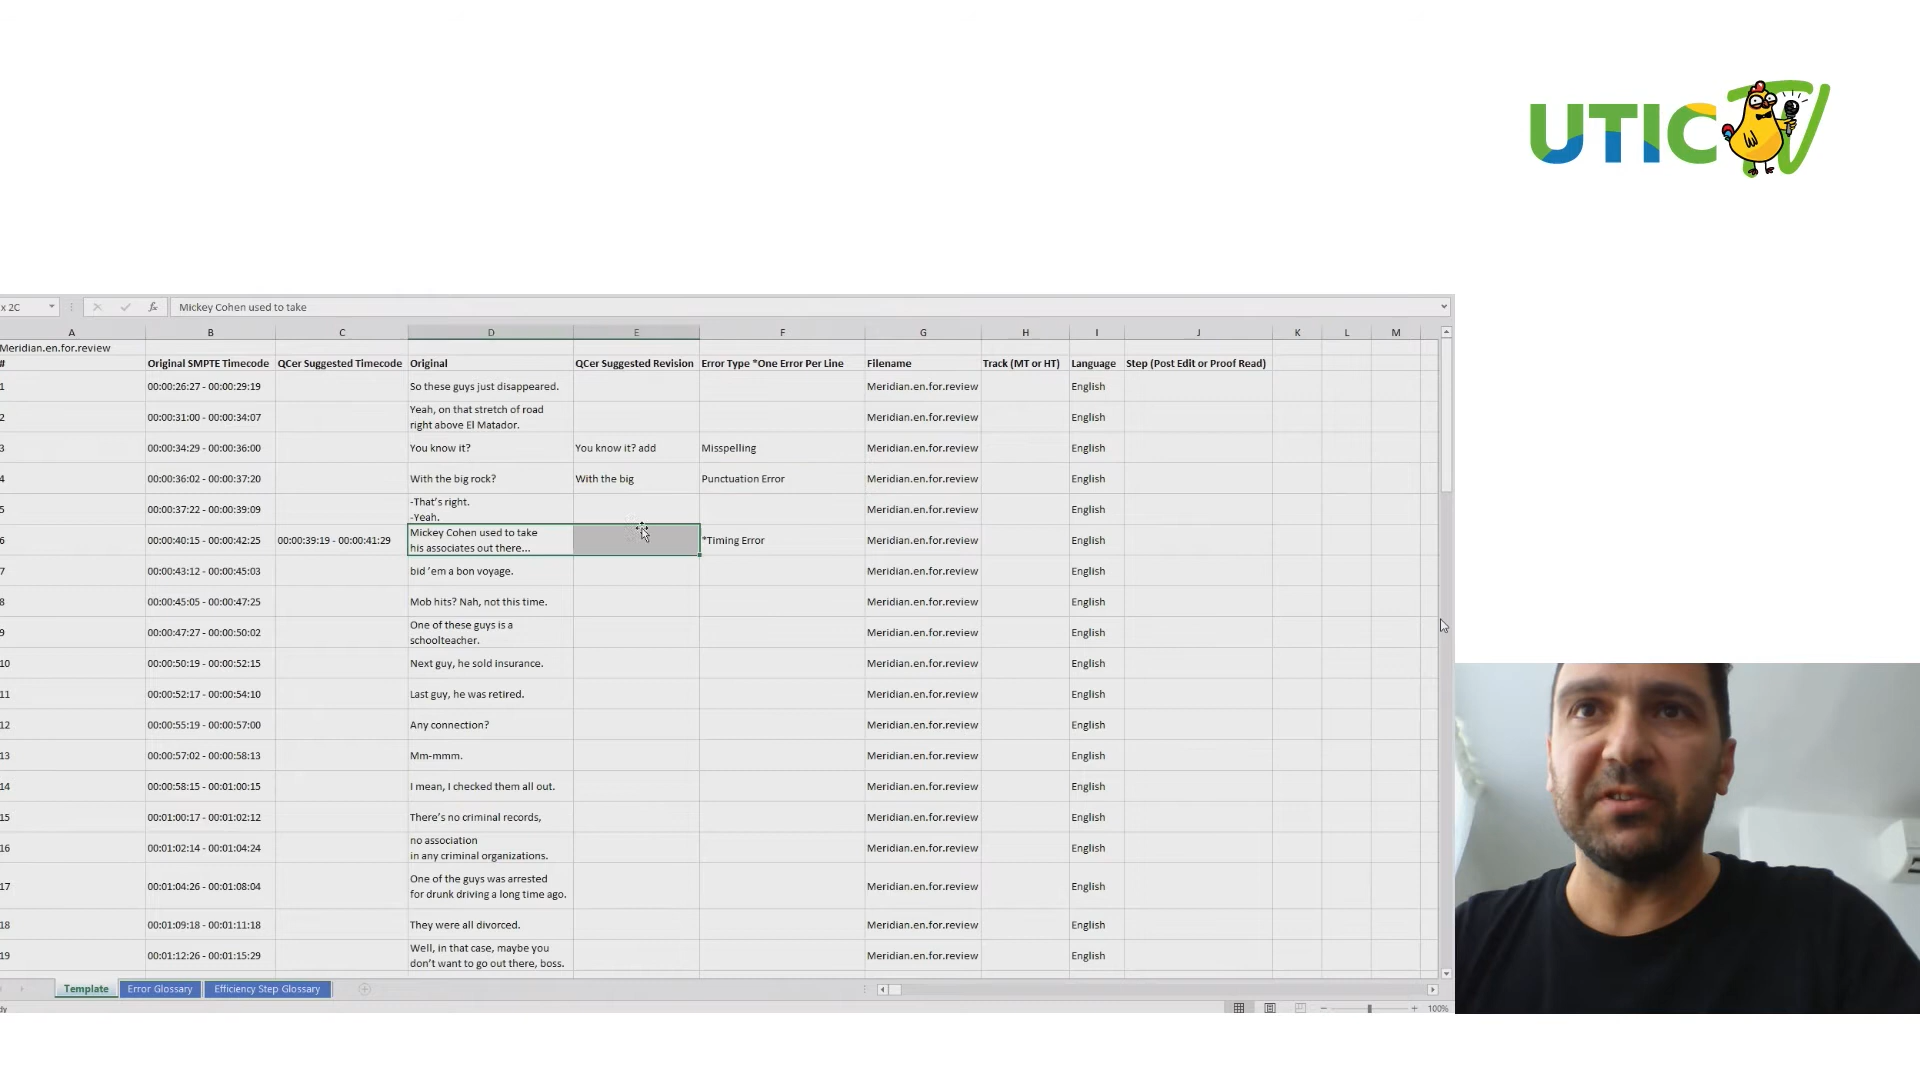 UTIC TV
x 2C fx Mickey Cohen used to take
A B C D E F G H I J K L M
Meridian.en.for.review
# Original SMPTE Timecode QCer Suggested Timecode Original QCer Suggested Revision Error Type *One Error Per Line Filename Track (MT or HT) Language Step (Post Edit or Proof Read)
1 00:00:26:27 - 00:00:29:19 So these guys just disappeared. Meridian.en.for.review English
2 00:00:31:00 - 00:00:34:07 Yeah, on that stretch of road
right above El Matador. Meridian.en.for.review English
3 00:00:34:29 - 00:00:36:00 You know it? You know it? add Misspelling Meridian.en.for.review English
4 00:00:36:02 - 00:00:37:20 With the big rock? With the big Punctuation Error Meridian.en.for.review English
5 00:00:37:22 - 00:00:39:09 -That's right.
-Yeah. Meridian.en.for.review English
6 00:00:40:15 - 00:00:42:25 00:00:39:19 - 00:00:41:29 Mickey Cohen used to take
his associates out there... *Timing Error Meridian.en.for.review English
7 00:00:43:12 - 00:00:45:03 bid 'em a bon voyage. Meridian.en.for.review English
8 00:00:45:05 - 00:00:47:25 Mob hits? Nah, not this time. Meridian.en.for.review English
9 00:00:47:27 - 00:00:50:02 One of these guys is a
schoolteacher. Meridian.en.for.review English
10 00:00:50:19 - 00:00:52:15 Next guy, he sold insurance. Meridian.en.for.review English
11 00:00:52:17 - 00:00:54:10 Last guy, he was retired. Meridian.en.for.review English
12 00:00:55:19 - 00:00:57:00 Any connection? Meridian.en.for.review English
13 00:00:57:02 - 00:00:58:13 Mm-mmm. Meridian.en.for.review English
14 00:00:58:15 - 00:01:00:15 I mean, I checked them all out. Meridian.en.for.review English
15 00:01:00:17 - 00:01:02:12 There's no criminal records, Meridian.en.for.review English
16 00:01:02:14 - 00:01:04:24 no association
in any criminal organizations. Meridian.en.for.review English
17 00:01:04:26 - 00:01:08:04 One of the guys was arrested
for drunk driving a long time ago. Meridian.en.for.review English
18 00:01:09:18 - 00:01:11:18 They were all divorced. Meridian.en.for.review English
19 00:01:12:26 - 00:01:15:29 Well, in that case, maybe you
don't want to go out there, boss. Meridian.en.for.review English
Template Error Glossary Efficiency Step Glossary
100%